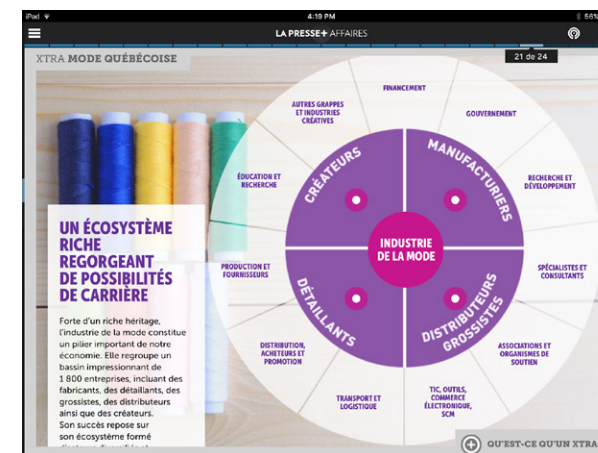 iPad
4:19 PM
56%
LA PRESSE+ AFFAIRES
21 de 24
XTRA MODE QUÉBÉCOISE
FINANCEMENT
AUTRES GRAPPES
ET INDUSTRIES
CRÉATIVES
GOUVERNEMENT
CRÉATEURS
MANUFACTURIERS
ÉDUCATION ET
RECHERCHE
RECHERCHE ET
DÉVELOPPEMENT
UN ÉCOSYSTÈME
RICHE
REGORGEANT
DE POSSIBILITÉS
DE CARRIÈRE
INDUSTRIE
DE LA MODE
PRODUCTION ET
FOURNISSEURS
SPÉCIALISTES ET
CONSULTANTS
DÉTAILLANTS
DISTRIBUTEURS
GROSSISTES
Forte d'un riche héritage,
l'industrie de la mode constitue
un pilier important de notre
économie. Elle regroupe un
bassin impressionnant de
1 800 entreprises, incluant des
fabricants, des détaillants, des
grossistes, des distributeurs
ainsi que des créateurs.
Son succès repose sur
son écosystème formé
DISTRIBUTION,
ACHETEURS ET
PROMOTION
ASSOCIATIONS ET
ORGANISMES DE
SOUTIEN
TRANSPORT ET
LOGISTIQUE
TIC, OUTILS,
COMMERCE
ÉLECTRONIQUE,
SCM
QU'EST-CE QU'UN XTRA